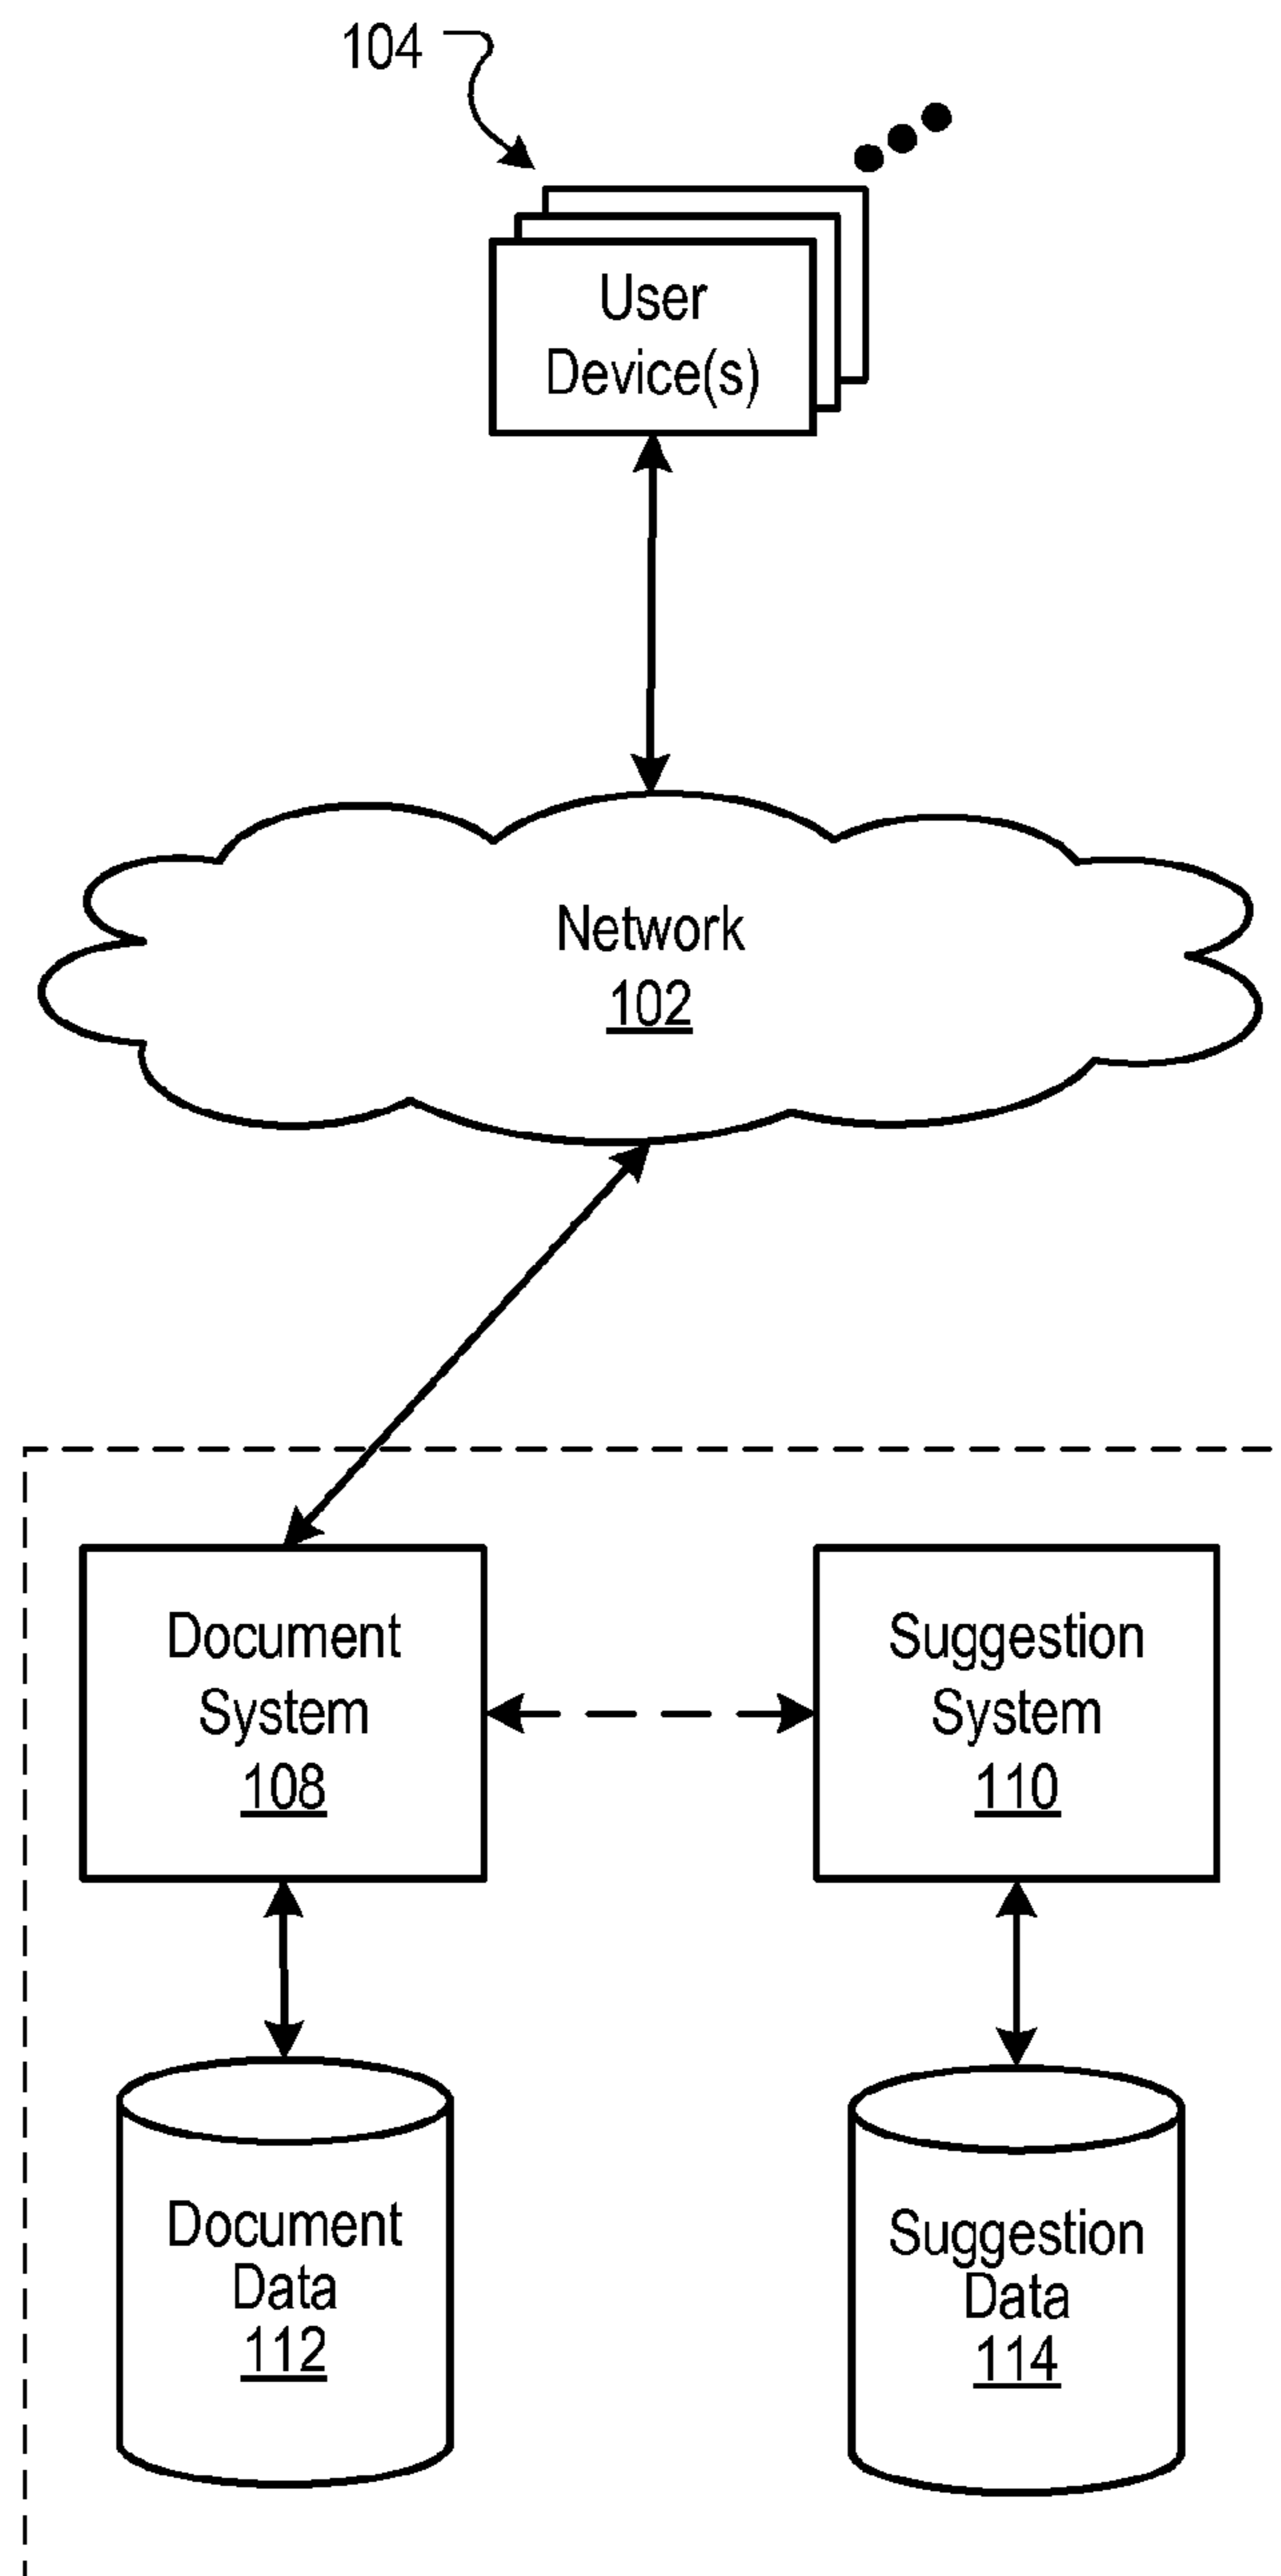 104
User
Device(s)
Network
102
Document
System
108
Suggestion
System
110
Document
Data
112
Suggestion
Data
114